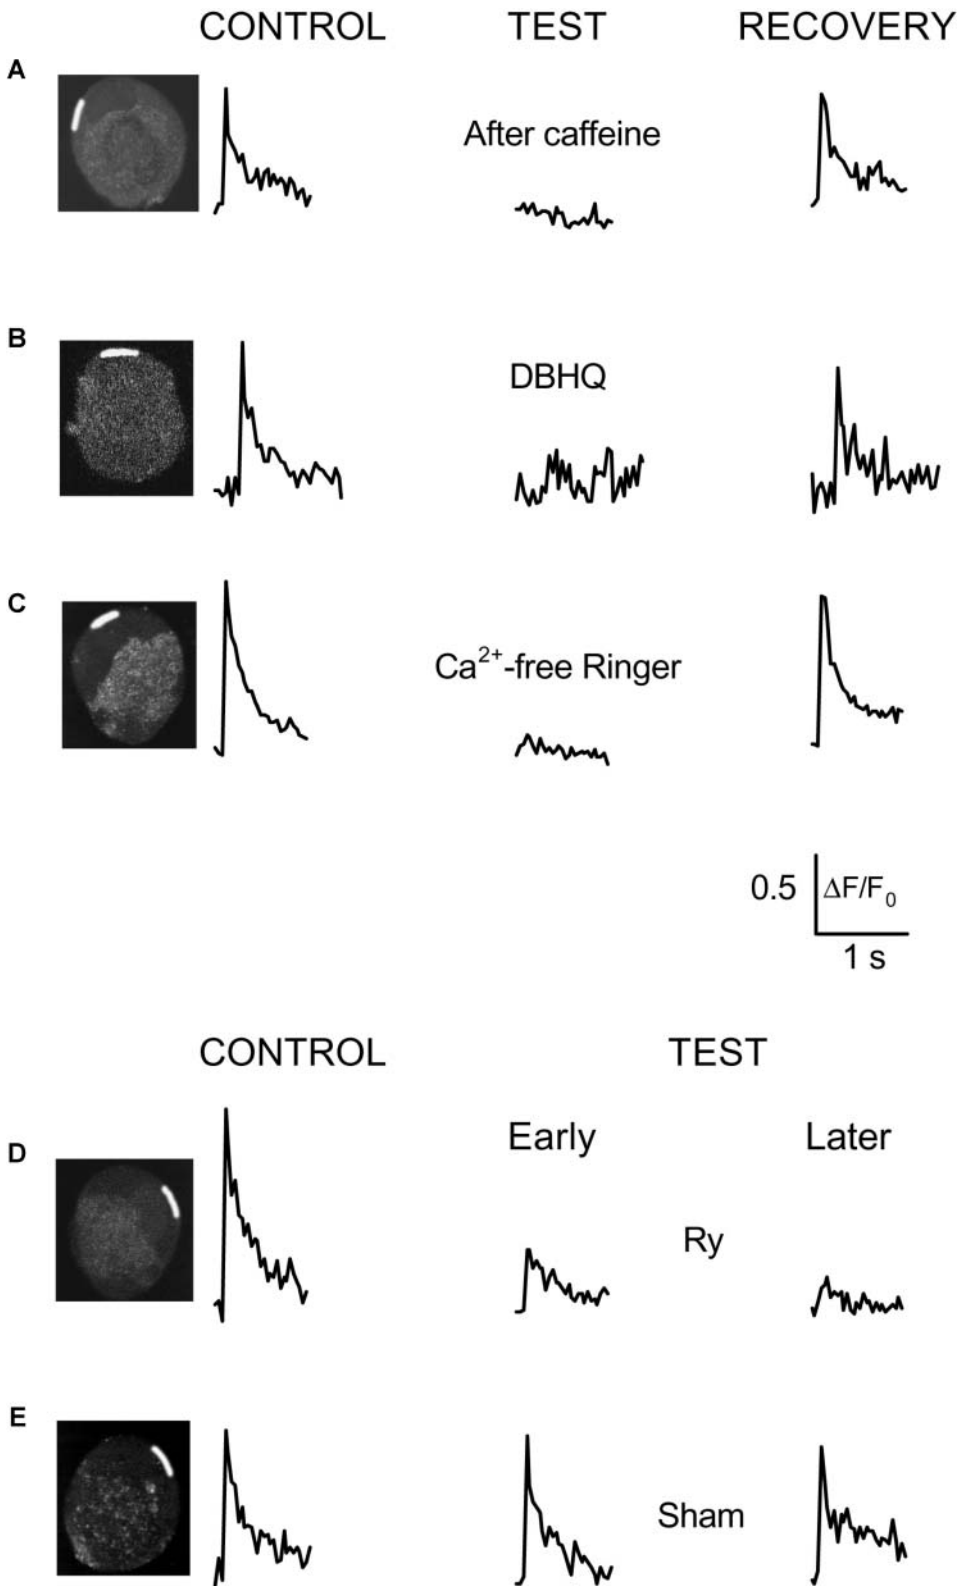 CONTROL TEST RECOVERY
A
After caffeine
B
DBHQ
C
Ca²⁺-free Ringer
0.5 ΔF/F₀
1 s
CONTROL TEST
D
Early Later
Ry
E
Sham